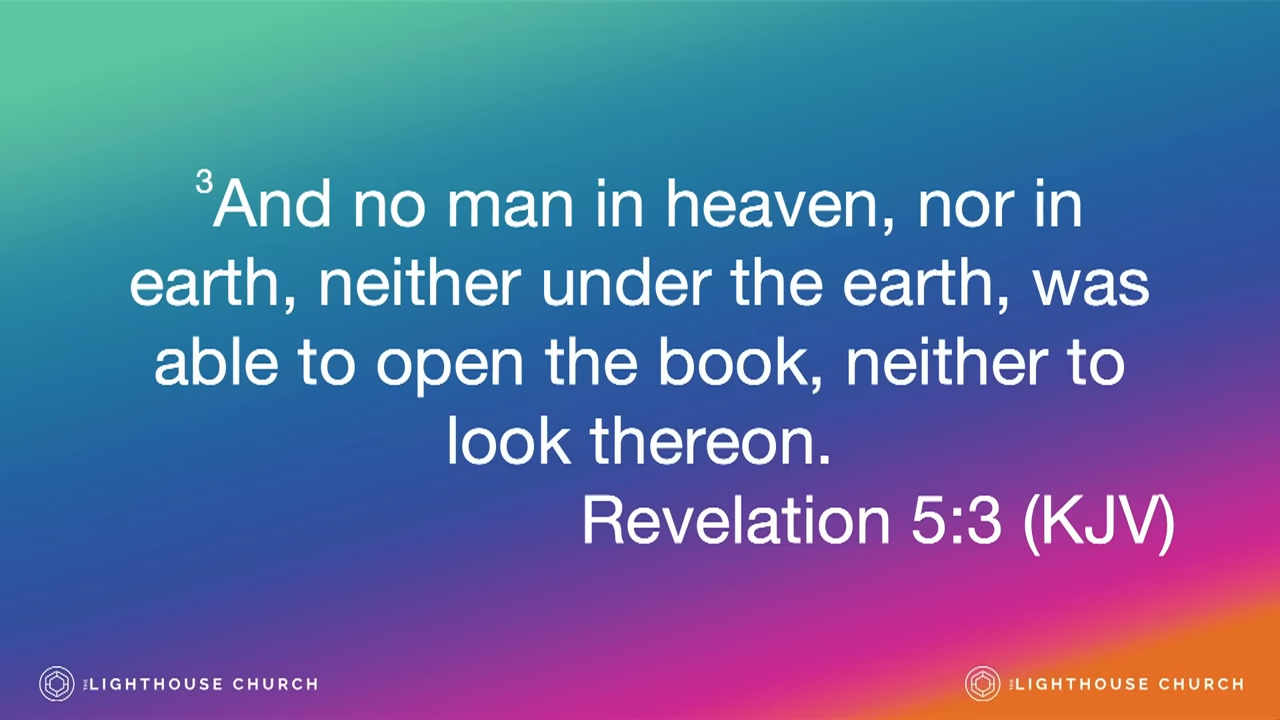 ³And no man in heaven, nor in
earth, neither under the earth, was
able to open the book, neither to
look thereon.
Revelation 5:3 (KJV)
THE LIGHTHOUSE CHURCH
THE LIGHTHOUSE CHURCH